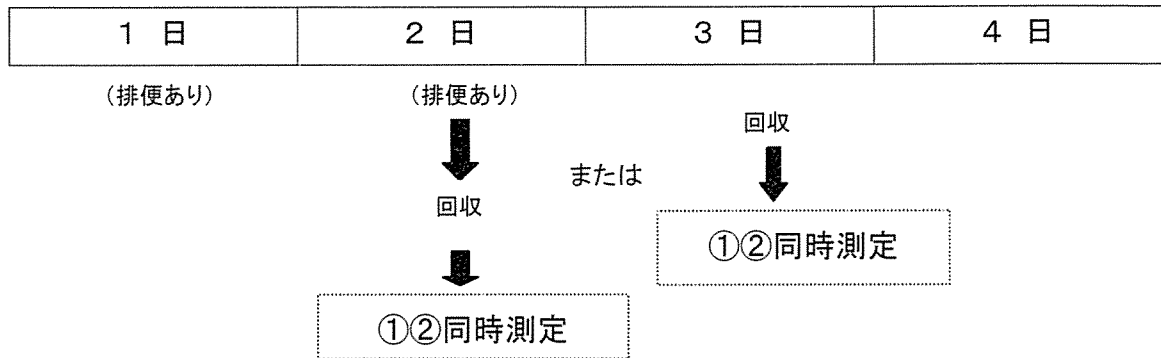 １ 日 ２ 日 ３ 日 ４ 日
（排便あり） （排便あり）
回収
または
回収
①②同時測定
①②同時測定